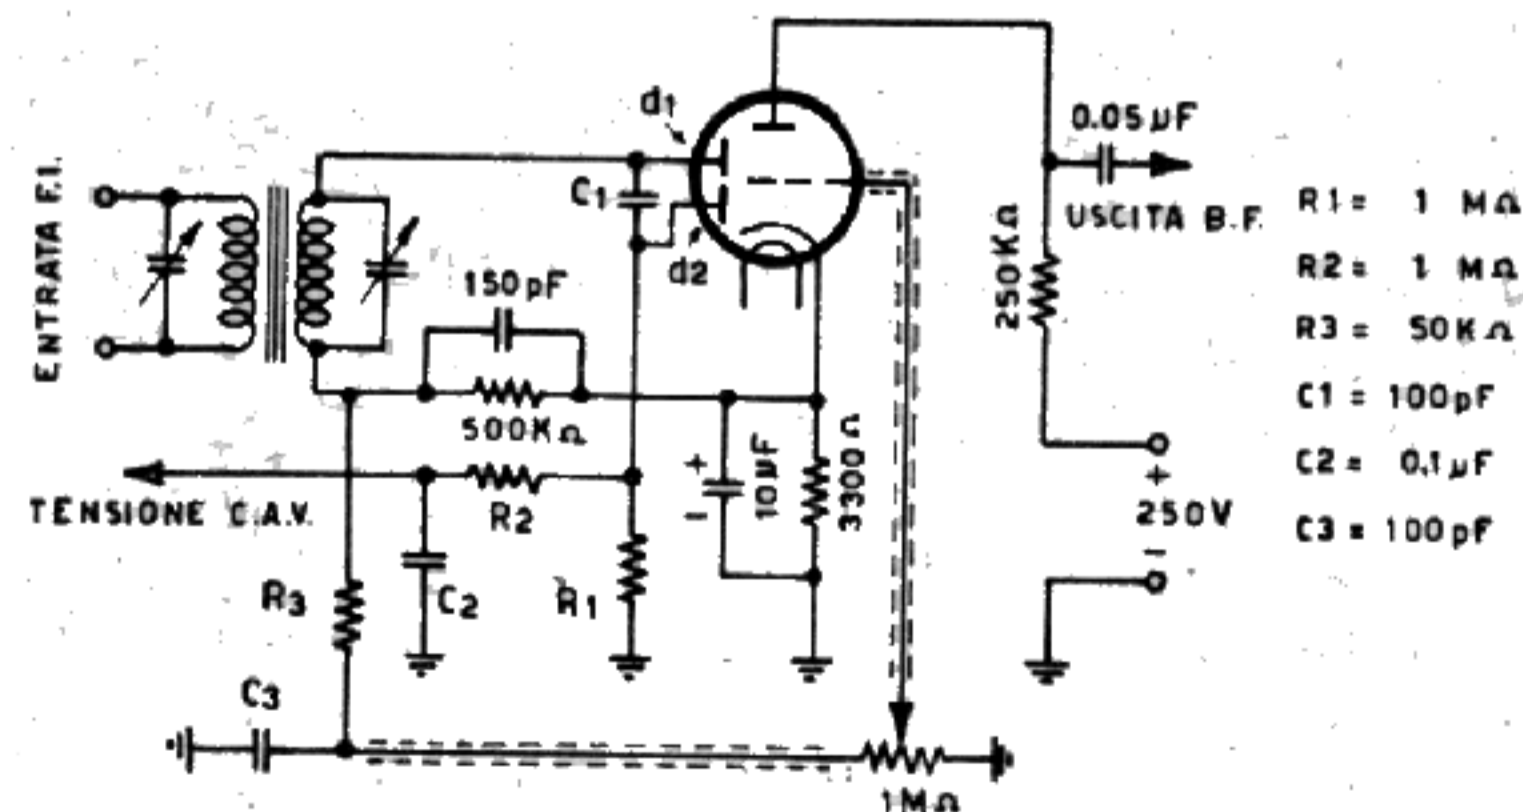 ENTRATA F.I.
d1
C1
d2
150pF
500KΩ
TENSIONE C.A.V.
R2
C2
R1
R3
C3
+
10µF
-
3300Ω
1MΩ
0.05µF
USCITA B.F.
250KΩ
+
250V
-
R1= 1 MΩ
R2= 1 MΩ
R3= 50KΩ
C1= 100pF
C2= 0,1µF
C3= 100pF